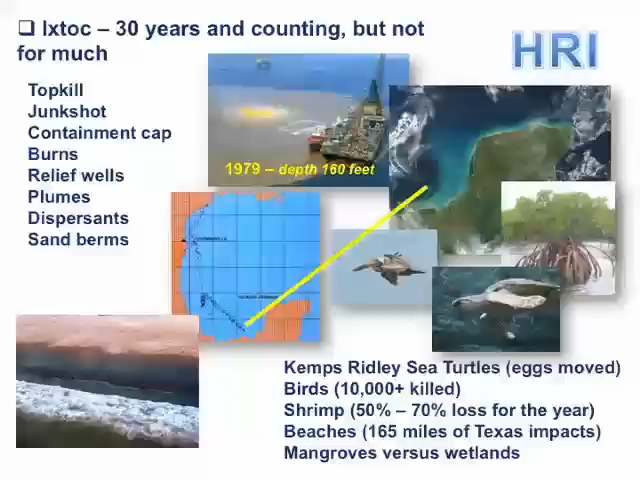 ❑ Ixtoc – 30 years and counting, but not
for much
HRI
Topkill
Junkshot
Containment cap
Burns
Relief wells
Plumes
Dispersants
Sand berms
1979 – depth 160 feet
Kemps Ridley Sea Turtles (eggs moved)
Birds (10,000+ killed)
Shrimp (50% – 70% loss for the year)
Beaches (165 miles of Texas impacts)
Mangroves versus wetlands